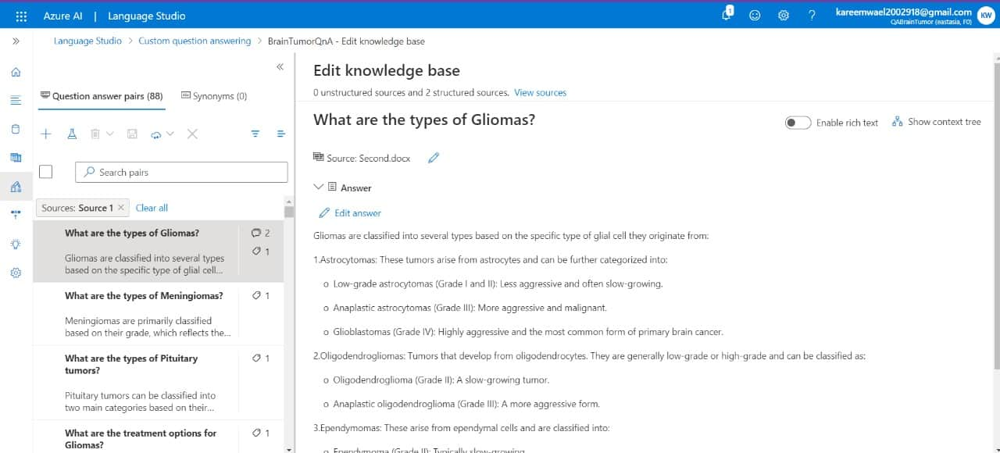 Azure AI | Language Studio
1
kareemwael2002918@gmail.com
QABrainTumor (eastasia, F0)
KW
Language Studio > Custom question answering > BrainTumorQnA - Edit knowledge base
Question answer pairs (88)
Synonyms (0)
Search pairs
Sources: Source 1
Clear all
What are the types of Gliomas?
2
Gliomas are classified into several types
based on the specific type of glial cell...
1
What are the types of Meningiomas?
1
Meningiomas are primarily classified
based on their grade, which reflects the...
What are the types of Pituitary
tumors?
1
Pituitary tumors can be classified into
two main categories based on their...
What are the treatment options for
Gliomas?
1
Edit knowledge base
0 unstructured sources and 2 structured sources. View sources
What are the types of Gliomas?
Enable rich text
Show context tree
Source: Second.docx
Answer
Edit answer
Gliomas are classified into several types based on the specific type of glial cell they originate from:
1.Astrocytomas: These tumors arise from astrocytes and can be further categorized into:
o Low-grade astrocytomas (Grade I and II): Less aggressive and often slow-growing.
o Anaplastic astrocytomas (Grade III): More aggressive and malignant.
o Glioblastomas (Grade IV): Highly aggressive and the most common form of primary brain cancer.
2.Oligodendrogliomas: Tumors that develop from oligodendrocytes. They are generally low-grade or high-grade and can be classified as:
o Oligodendroglioma (Grade II): A slow-growing tumor.
o Anaplastic oligodendroglioma (Grade III): A more aggressive form.
3.Ependymomas: These arise from ependymal cells and are classified into:
o Ependymoma (Grade II): Typically slow-growing